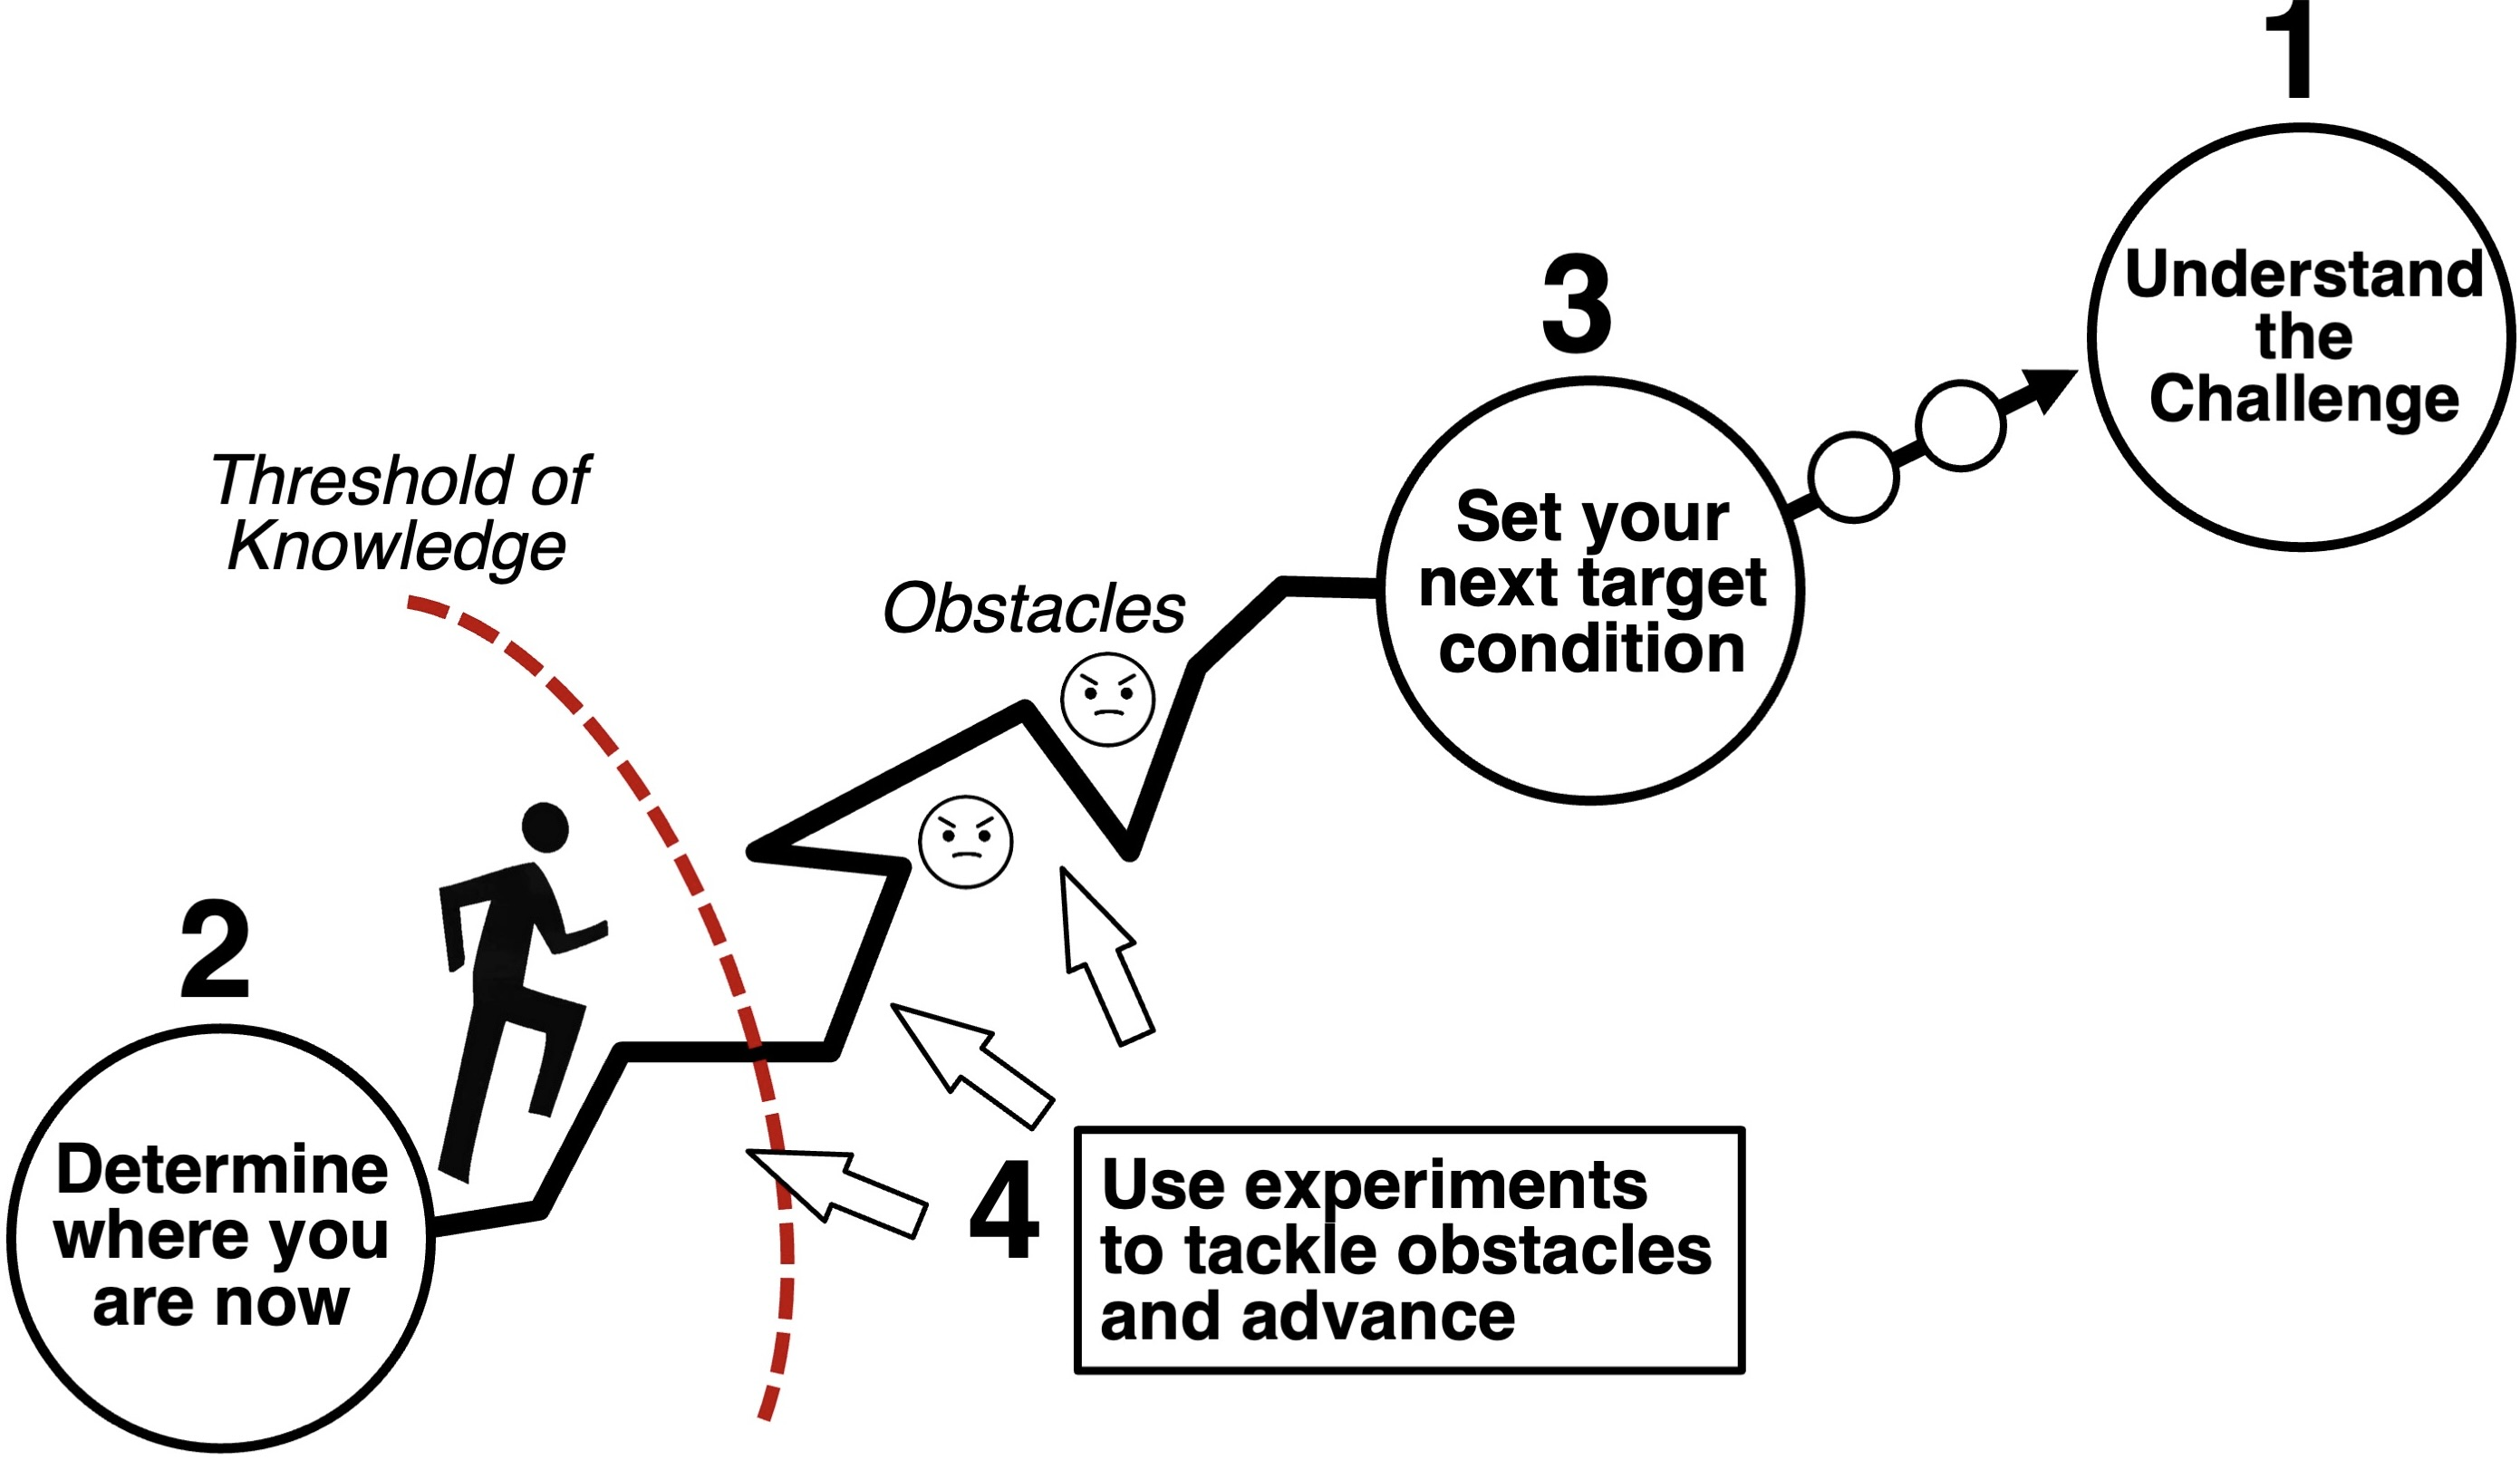 1
Understand
the
Challenge
3
Set your
next target
condition
Threshold of
Knowledge
Obstacles
2
Determine
where you
are now
4
Use experiments
to tackle obstacles
and advance